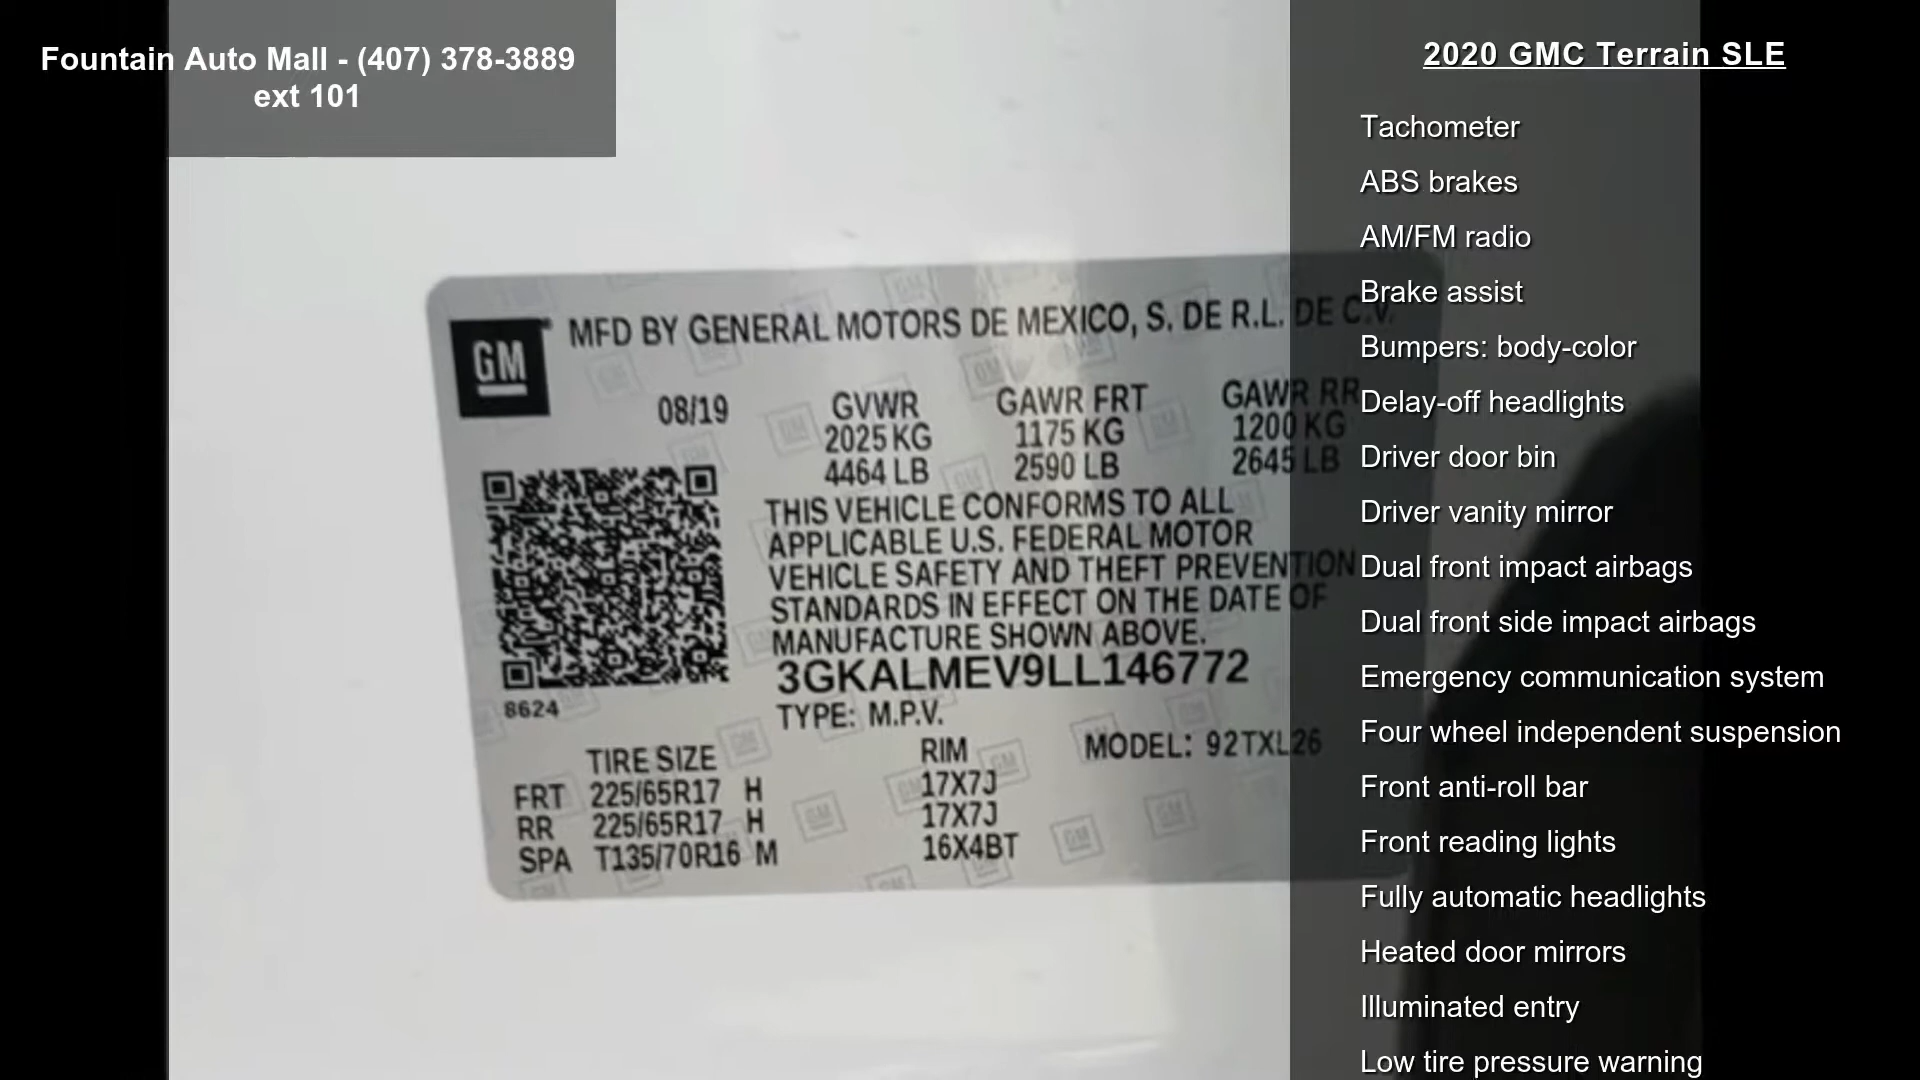 Fountain Auto Mall - (407) 378-3889
ext 101
2020 GMC Terrain SLE
Tachometer
ABS brakes
AM/FM radio
Brake assist
Bumpers: body-color
Delay-off headlights
Driver door bin
Driver vanity mirror
Dual front impact airbags
Dual front side impact airbags
Emergency communication system
Four wheel independent suspension
Front anti-roll bar
Front reading lights
Fully automatic headlights
Heated door mirrors
Illuminated entry
Low tire pressure warning
GM
MFD BY GENERAL MOTORS DE MEXICO, S. DE R.L. DE C.V.
08/19 GVWR GAWR FRT GAWR RR
2025 KG 1175 KG 1200 KG
4464 LB 2590 LB 2645 LB
THIS VEHICLE CONFORMS TO ALL
APPLICABLE U.S. FEDERAL MOTOR
VEHICLE SAFETY AND THEFT PREVENTION
STANDARDS IN EFFECT ON THE DATE OF
MANUFACTURE SHOWN ABOVE.
3GKALMEV9LL146772
8624
TYPE: M.P.V.
MODEL: 92TXL26
TIRE SIZE RIM
FRT 225/65R17 H 17X7J
RR 225/65R17 H 17X7J
SPA T135/70R16 M 16X4BT